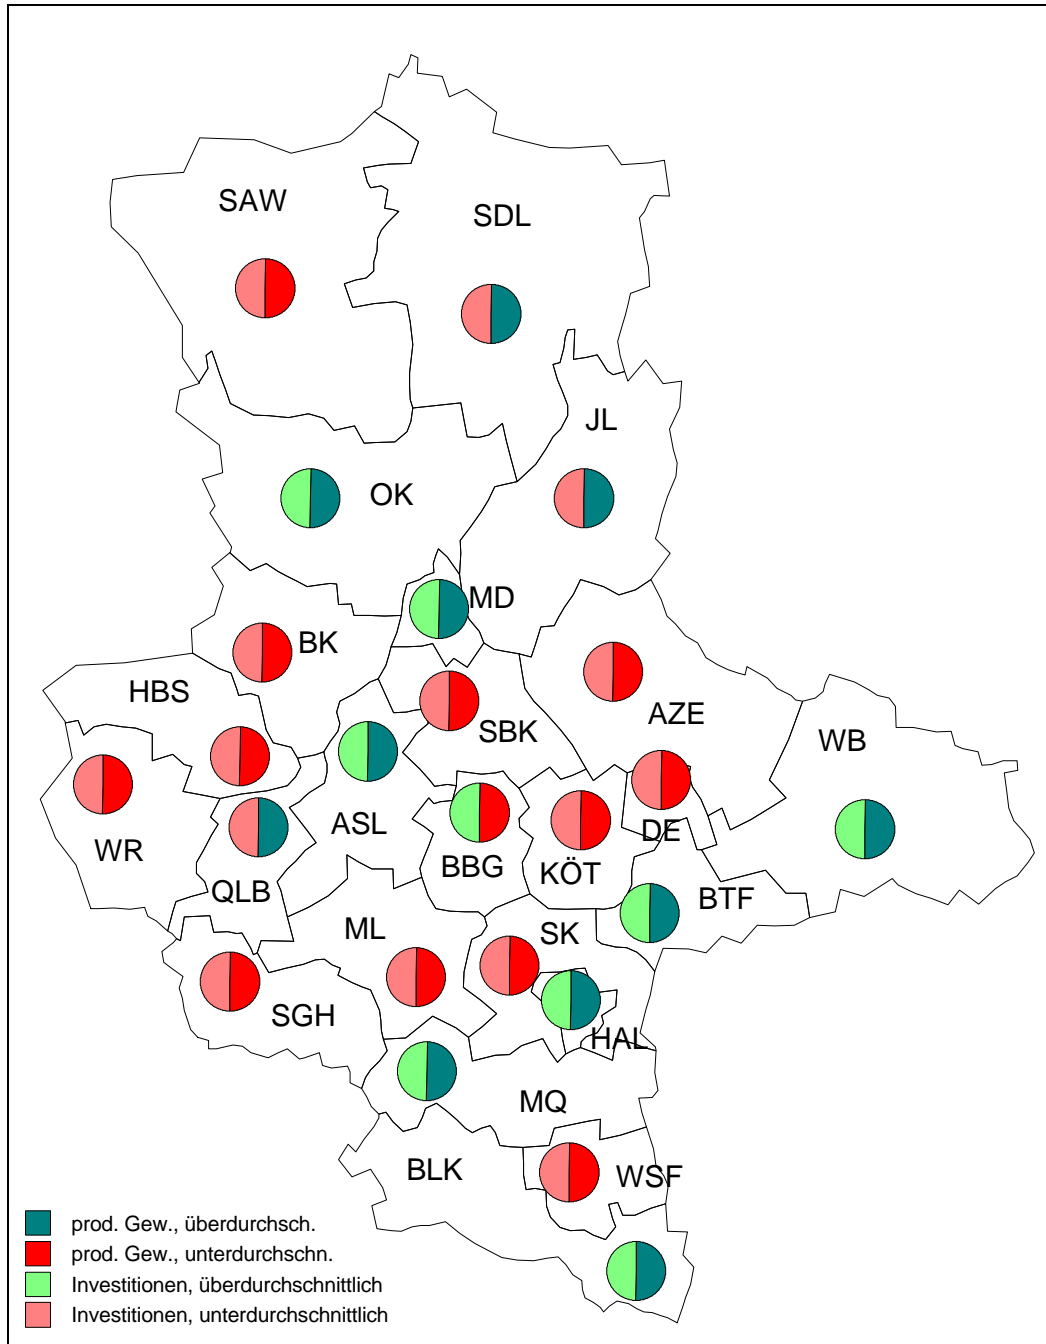 SAW
SDL
JL
OK
MD
BK
HBS
AZE
SBK
WB
ASL
WR
DE
BBG
KÖT
QLB
BTF
ML
SK
SGH
HAL
MQ
BLK
WSF
prod. Gew., überdurchsch.
prod. Gew., unterdurchschn.
Investitionen, überdurchschnittlich
Investitionen, unterdurchschnittlich